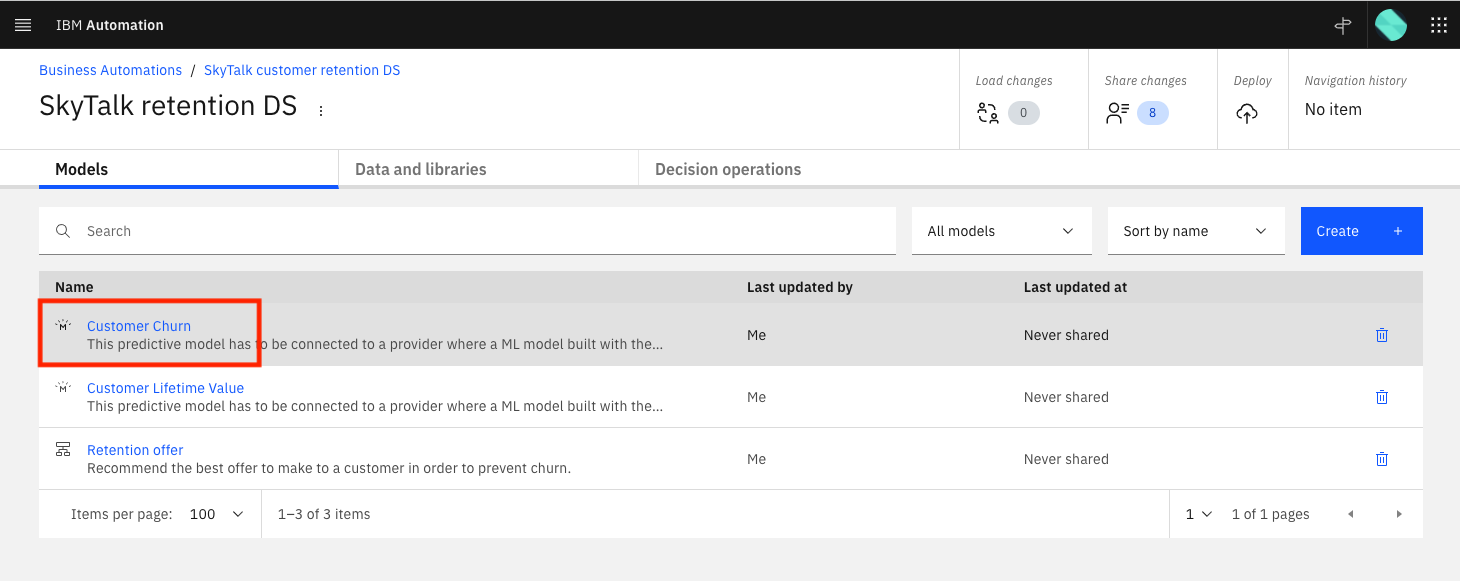 IBM Automation
Business Automations / SkyTalk customer retention DS
SkyTalk retention DS
Load changes
0
Share changes
8
Deploy
Navigation history
No item
Models
Data and libraries
Decision operations
Search
All models
Sort by name
Create +
Name
Last updated by
Last updated at
M
Customer Churn
This predictive model has to be connected to a provider where a ML model built with the...
Me
Never shared
M
Customer Lifetime Value
This predictive model has to be connected to a provider where a ML model built with the...
Me
Never shared
Retention offer
Recommend the best offer to make to a customer in order to prevent churn.
Me
Never shared
Items per page: 100
1–3 of 3 items
1
1 of 1 pages